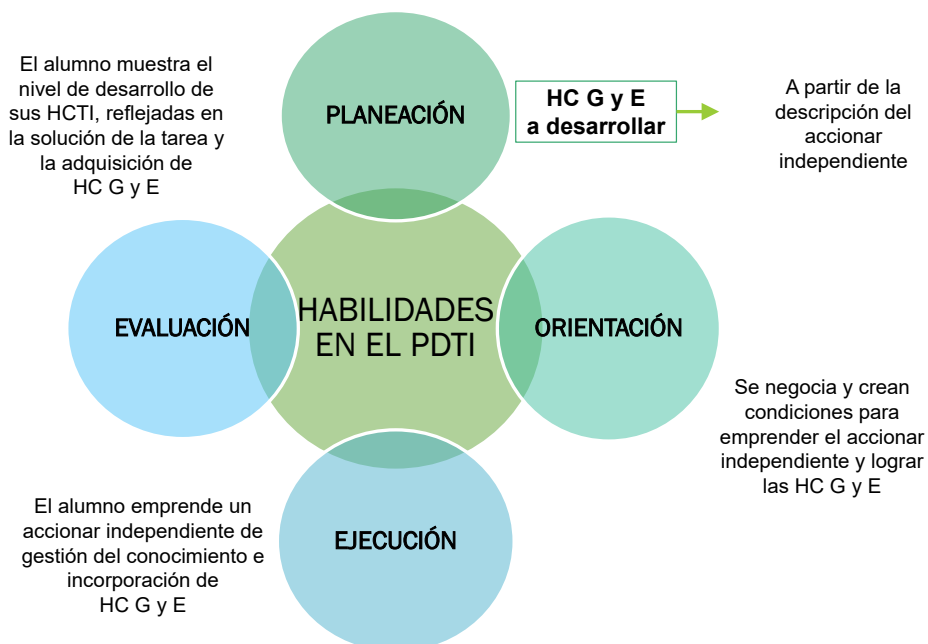 El alumno muestra el
nivel de desarrollo de
sus HCTI, reflejadas en
la solución de la tarea y
la adquisición de
HC G y E
PLANEACIÓN
HC G y E
a desarrollar
A partir de la
descripción del
accionar
independiente
EVALUACIÓN
HABILIDADES
EN EL PDTI
ORIENTACIÓN
Se negocia y crean
condiciones para
emprender el accionar
independiente y lograr
las HC G y E
El alumno emprende un
accionar independiente de
gestión del conocimiento e
incorporación de
HC G y E
EJECUCIÓN